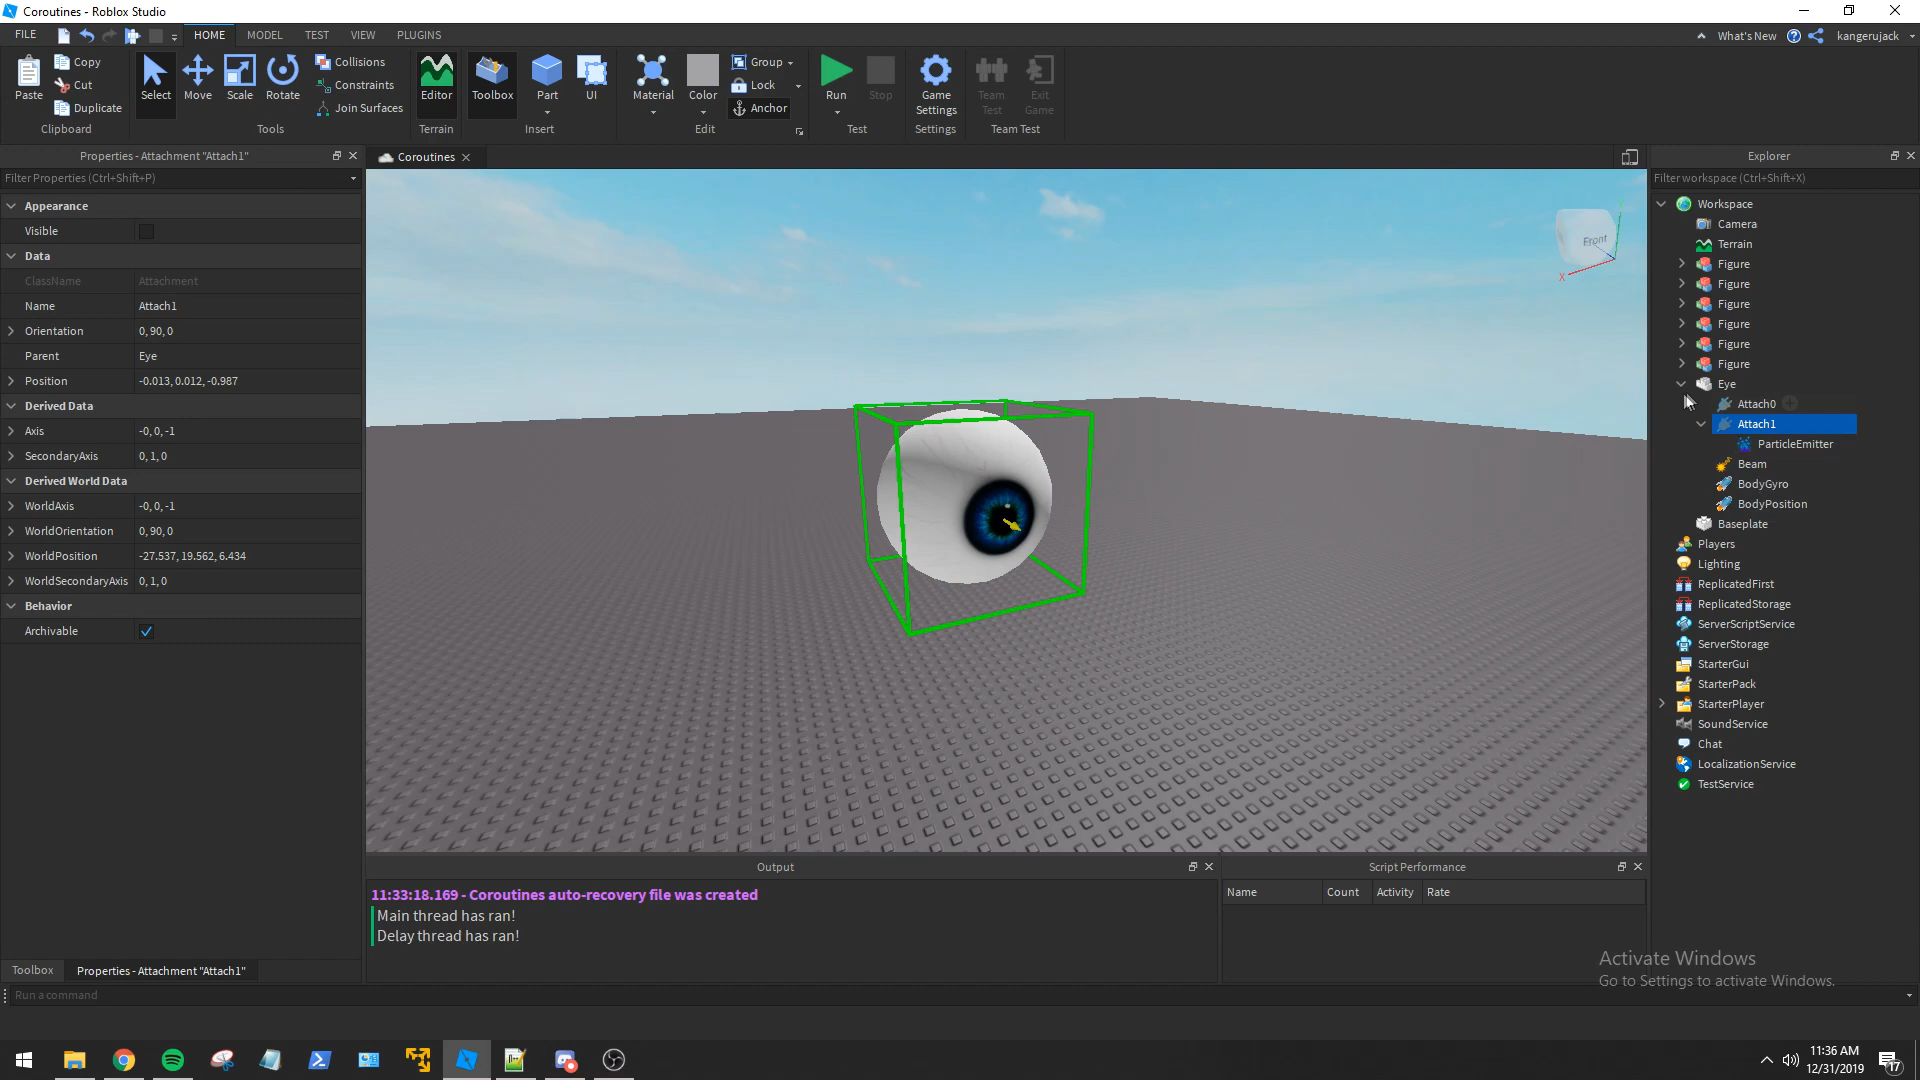 Coroutines - Roblox Studio
FILE HOME MODEL TEST VIEW PLUGINS What's New kangerujack
Paste Copy Cut Duplicate Clipboard
Select Move Scale Rotate Collisions Constraints Join Surfaces Tools
Editor Terrain
Toolbox Part UI Insert
Material Color Group Lock Anchor Edit
Run Stop Test
Game Settings Settings
Team Test Exit Game Team Test
Properties - Attachment "Attach1"
Filter Properties (Ctrl+Shift+P)
Appearance
Visible
Data
ClassName Attachment
Name Attach1
Orientation 0, 90, 0
Parent Eye
Position -0.013, 0.012, -0.987
Derived Data
Axis -0, 0, -1
SecondaryAxis 0, 1, 0
Derived World Data
WorldAxis -0, 0, -1
WorldOrientation 0, 90, 0
WorldPosition -27.537, 19.562, 6.434
WorldSecondaryAxis 0, 1, 0
Behavior
Archivable
Toolbox Properties - Attachment "Attach1"
Run a command
Coroutines
Front
X
Output
11:33:18.169 - Coroutines auto-recovery file was created
Main thread has ran!
Delay thread has ran!
Script Performance
Name Count Activity Rate
Explorer
Filter workspace (Ctrl+Shift+X)
Workspace
Camera
Terrain
Figure
Figure
Figure
Figure
Figure
Figure
Eye
Attach0
Attach1
ParticleEmitter
Beam
BodyGyro
BodyPosition
Baseplate
Players
Lighting
ReplicatedFirst
ReplicatedStorage
ServerScriptService
ServerStorage
StarterGui
StarterPack
StarterPlayer
SoundService
Chat
LocalizationService
TestService
Activate Windows
Go to Settings to activate Windows.
11:36 AM
12/31/2019
17